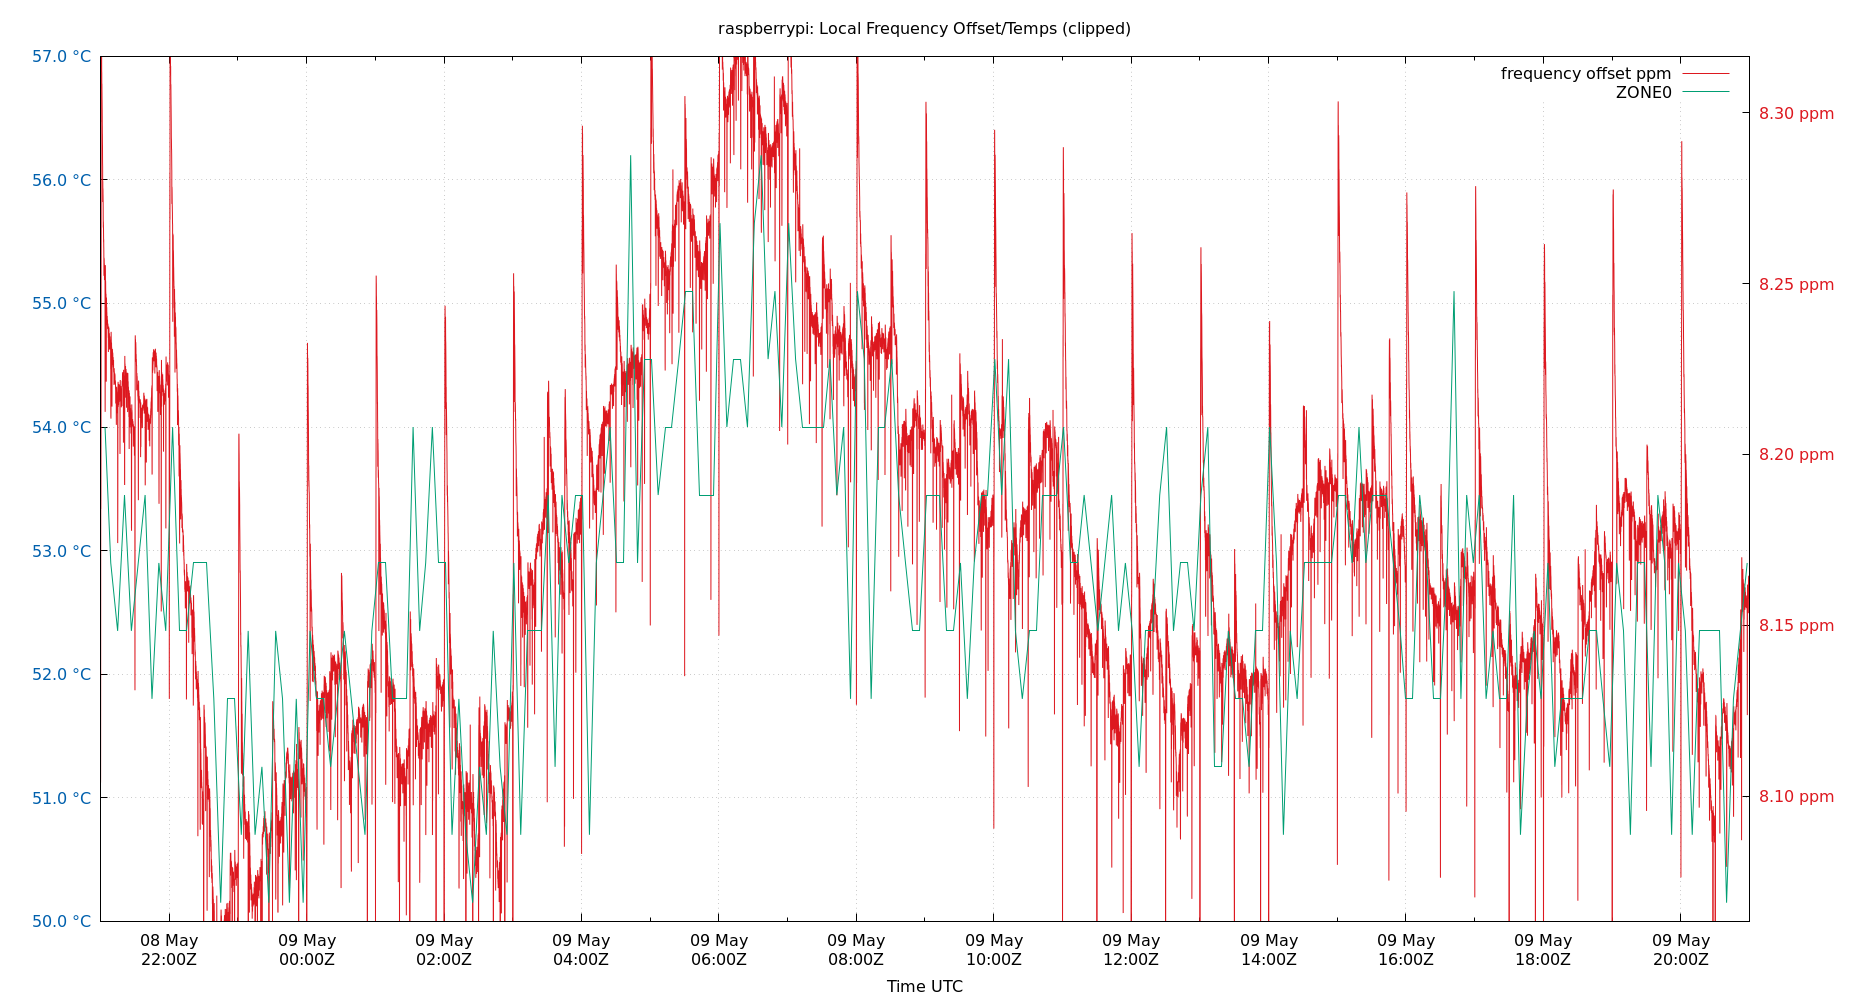 raspberrypi: Local Frequency Offset/Temps (clipped)
57.0 °C
56.0 °C
55.0 °C
54.0 °C
53.0 °C
52.0 °C
51.0 °C
50.0 °C
frequency offset ppm
ZONE0
8.30 ppm
8.25 ppm
8.20 ppm
8.15 ppm
8.10 ppm
08 May 09 May 09 May 09 May 09 May 09 May 09 May 09 May 09 May 09 May 09 May 09 May
22:00Z 00:00Z 02:00Z 04:00Z 06:00Z 08:00Z 10:00Z 12:00Z 14:00Z 16:00Z 18:00Z 20:00Z
Time UTC